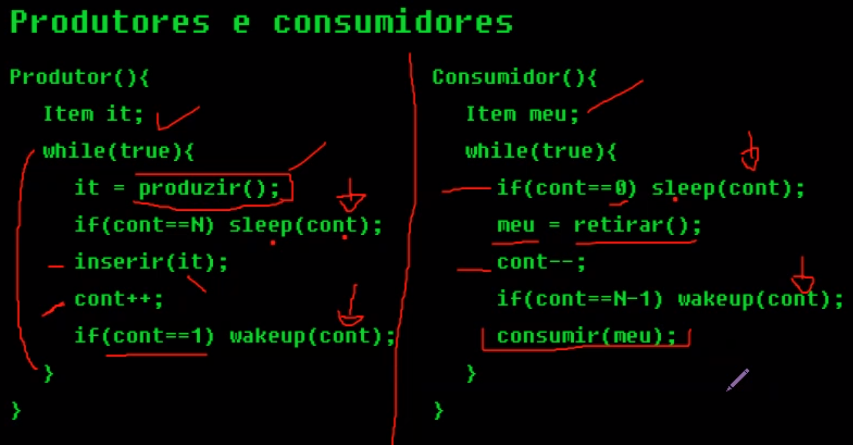 Produtores e consumidores
Produtor(){
Item it;
while(true){
it = produzir();
if(cont==N) sleep(cont);
inserir(it);
cont++;
if(cont==1) wakeup(cont);
}
}
Consumidor(){
Item meu;
while(true){
if(cont==0) sleep(cont);
meu = retirar();
cont--;
if(cont==N-1) wakeup(cont);
consumir(meu);
}
}